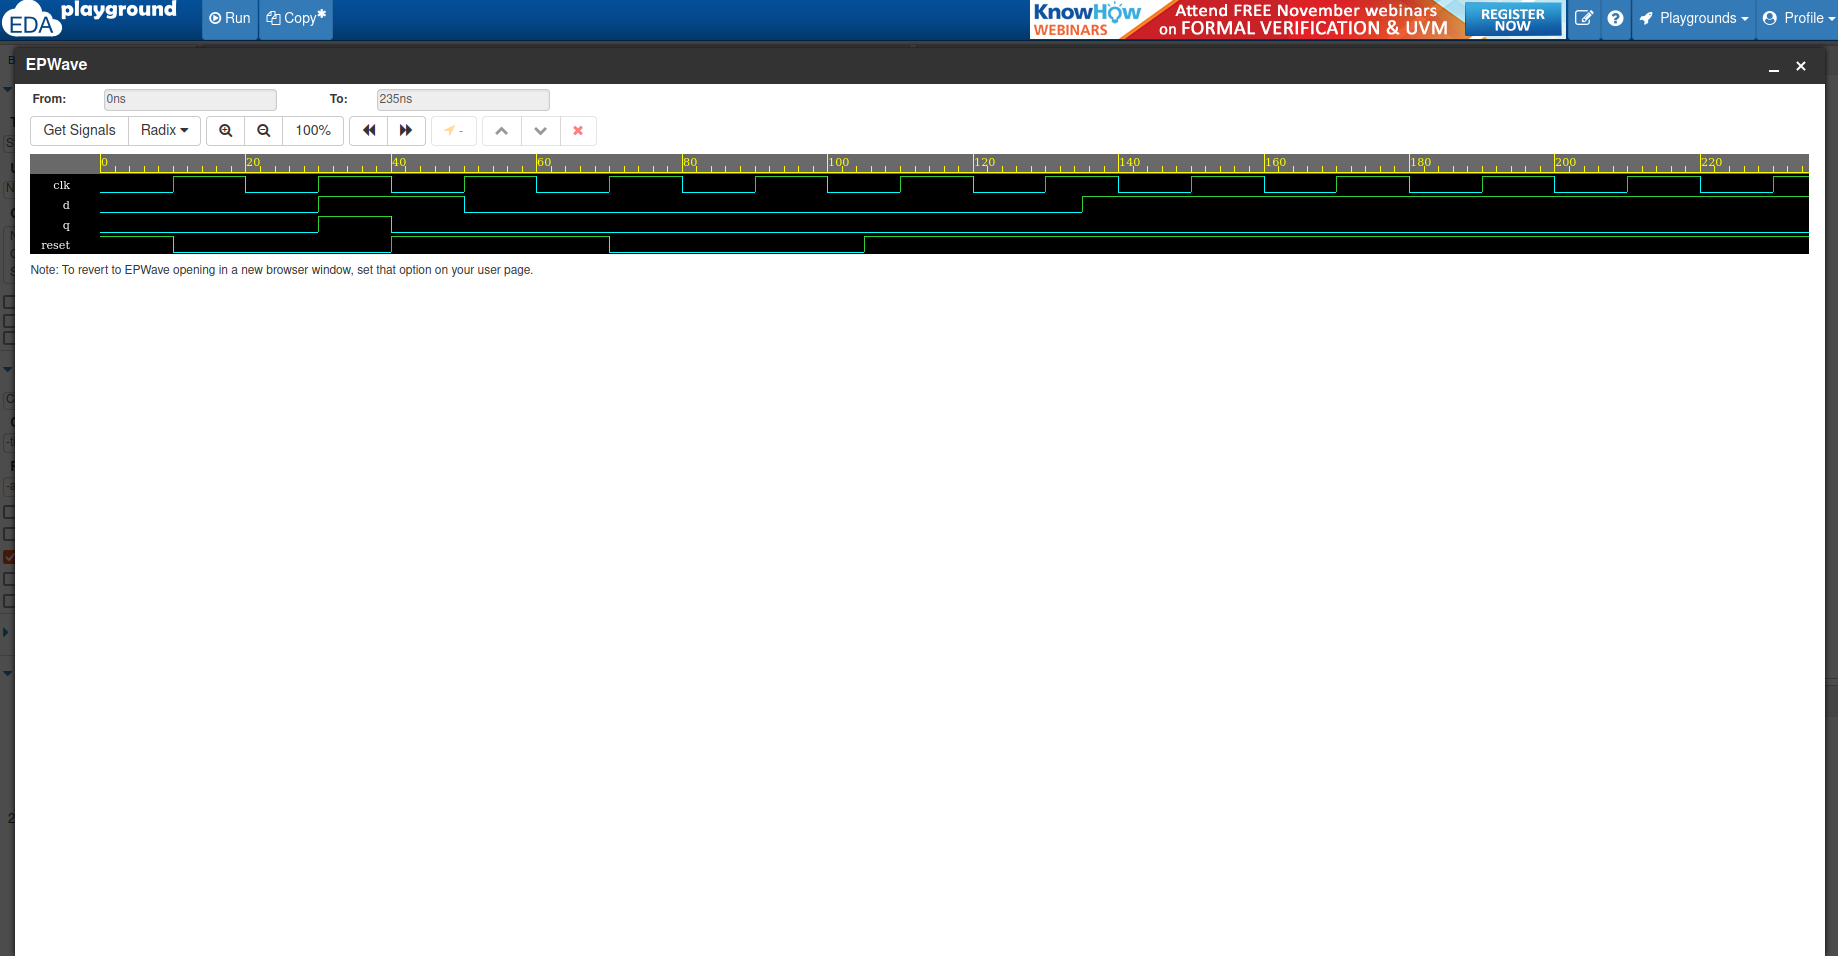 EDA playground
Run
Copy*
KnowHow WEBINARS
Attend FREE November webinars
on FORMAL VERIFICATION & UVM
REGISTER NOW
Playgrounds
Profile
EPWave
From: 0ns To: 235ns
Get Signals Radix 100% -
0 20 40 60 80 100 120 140 160 180 200 220
clk
d
q
reset
Note: To revert to EPWave opening in a new browser window, set that option on your user page.